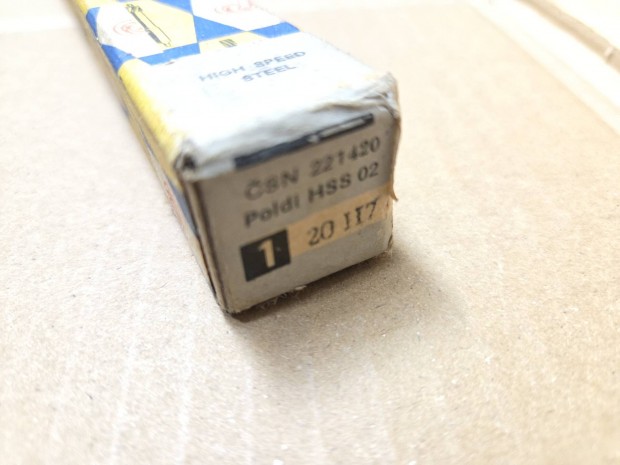 HIGH SPEED
STEEL
ČSN 221420
Poldi HSS 02
1 20 H7